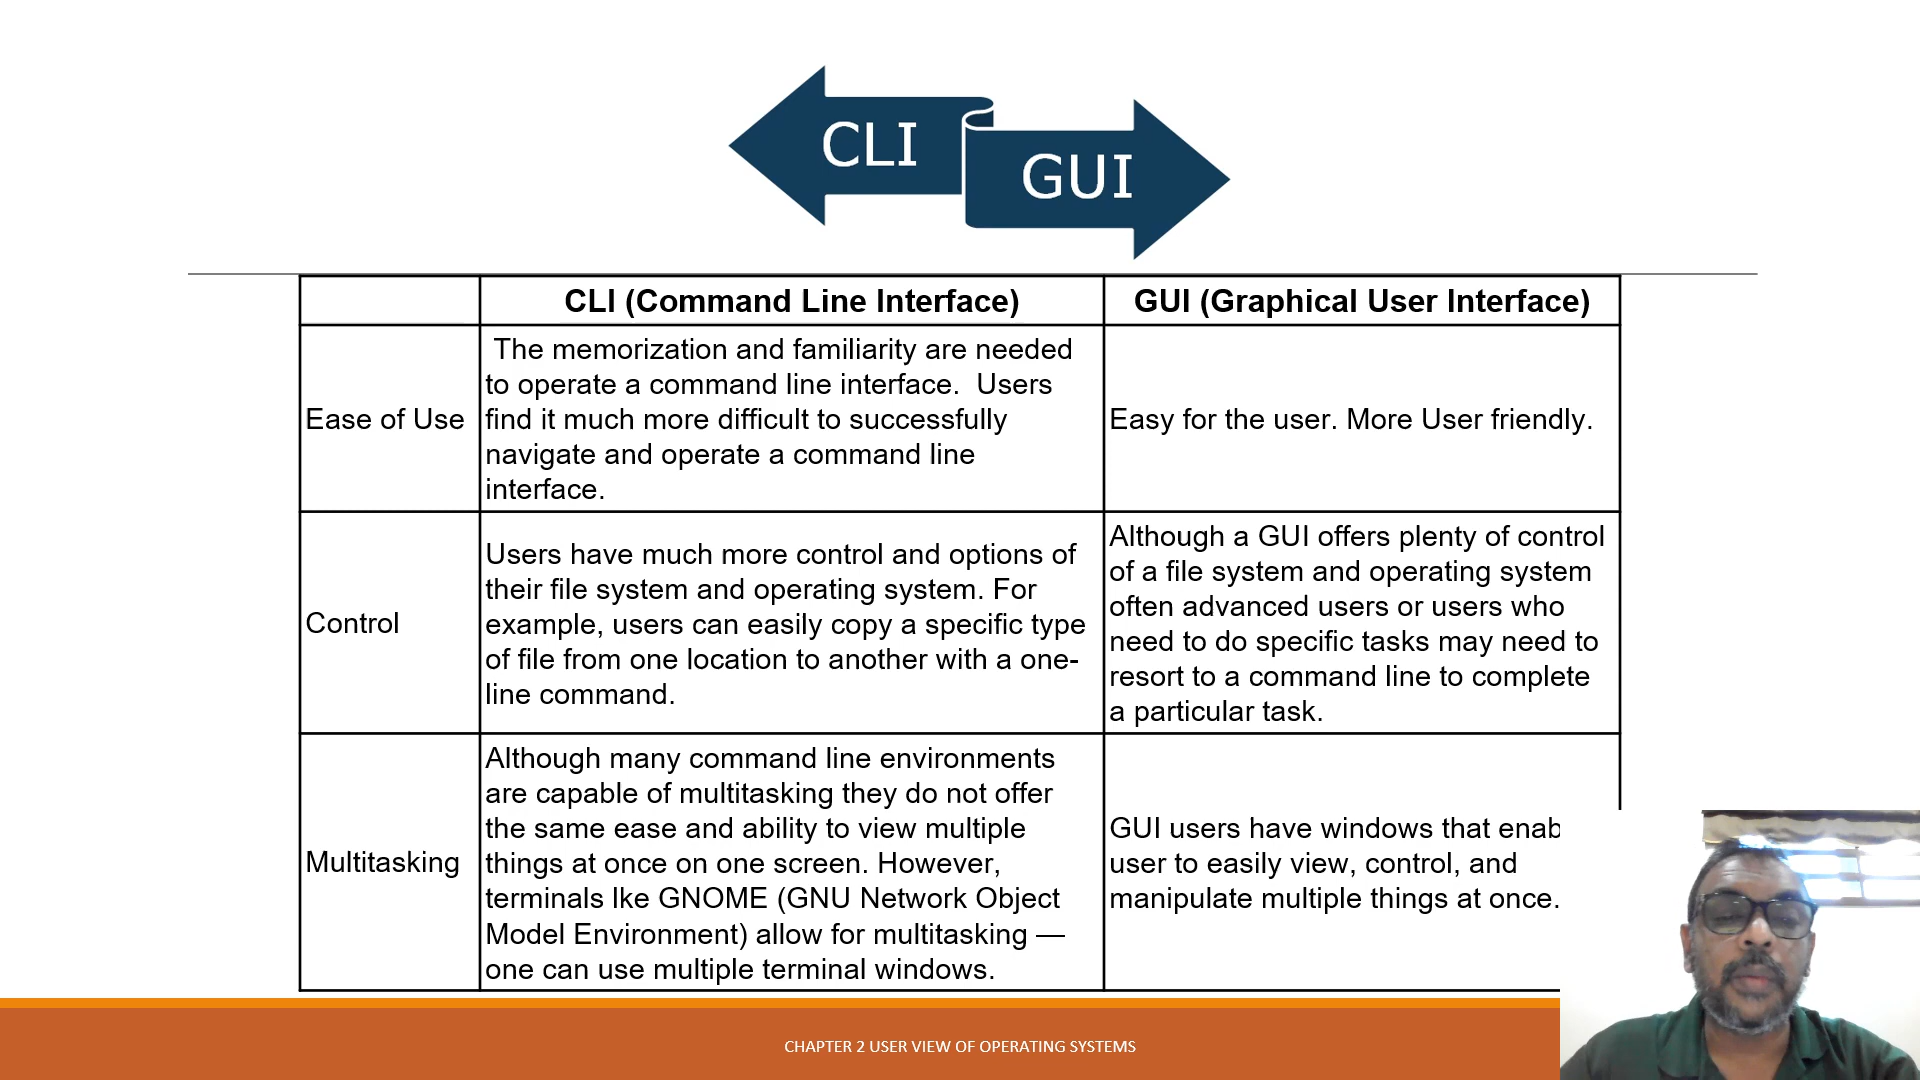 CLI
GUI
CLI (Command Line Interface)
GUI (Graphical User Interface)
Ease of Use
The memorization and familiarity are needed
to operate a command line interface.  Users
find it much more difficult to successfully
navigate and operate a command line
interface.
Easy for the user. More User friendly.
Control
Users have much more control and options of
their file system and operating system. For
example, users can easily copy a specific type
of file from one location to another with a one-
line command.
Although a GUI offers plenty of control
of a file system and operating system
often advanced users or users who
need to do specific tasks may need to
resort to a command line to complete
a particular task.
Multitasking
Although many command line environments
are capable of multitasking they do not offer
the same ease and ability to view multiple
things at once on one screen. However,
terminals lke GNOME (GNU Network Object
Model Environment) allow for multitasking —
one can use multiple terminal windows.
GUI users have windows that enab
user to easily view, control, and
manipulate multiple things at once.
CHAPTER 2 USER VIEW OF OPERATING SYSTEMS